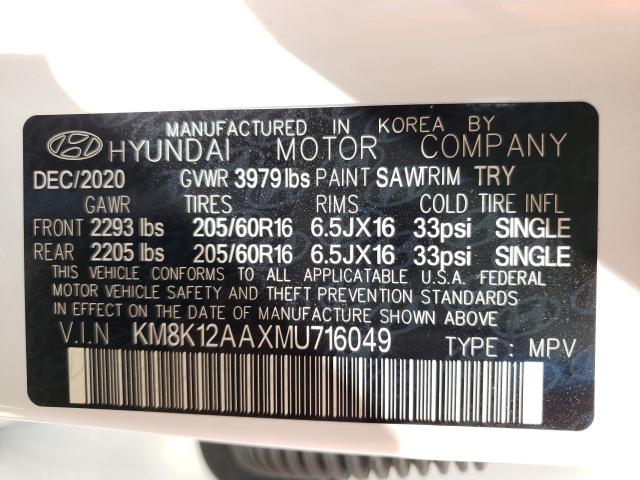 MANUFACTURED IN KOREA BY
HYUNDAI MOTOR COMPANY
DEC/2020 GVWR 3979 lbs PAINT SAW TRIM TRY
GAWR TIRES RIMS COLD TIRE INFL
FRONT 2293 lbs 205/60R16 6.5JX16 33psi SINGLE
REAR 2205 lbs 205/60R16 6.5JX16 33psi SINGLE
THIS VEHICLE CONFORMS TO ALL APPLICATABLE U.S.A. FEDERAL
MOTOR VEHICLE SAFETY AND THEFT PREVENTION STANDARDS
IN EFFECT ON THE DATE OF MANUFACTURE SHOWN ABOVE
V.I.N KM8K12AAXMU716049 TYPE : MPV